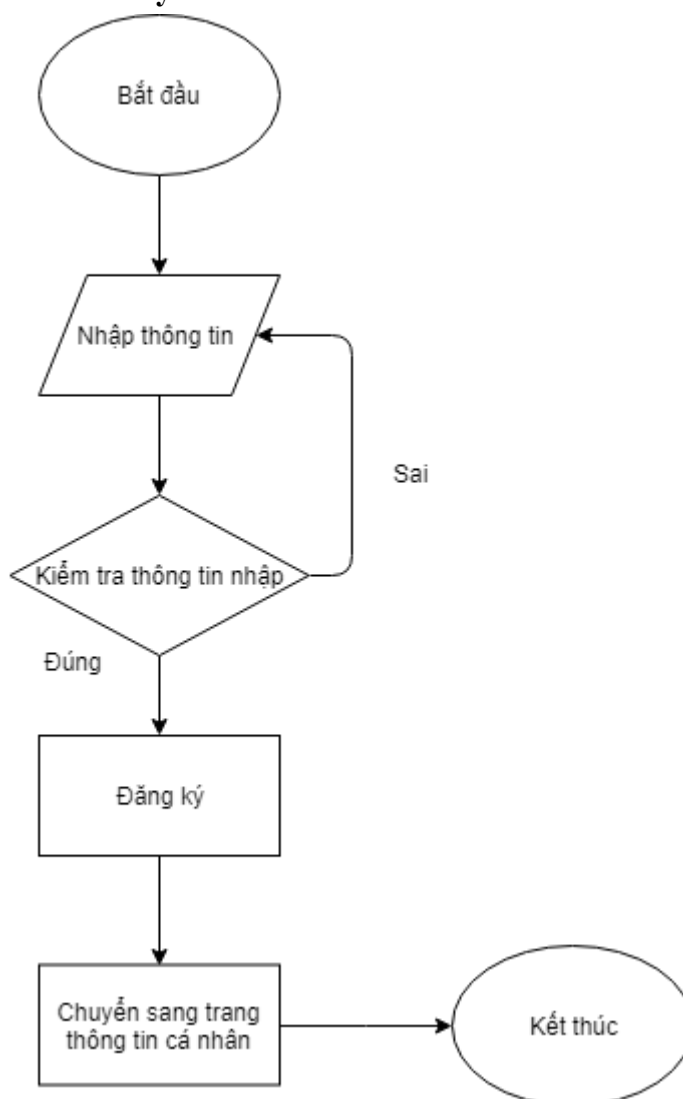 Bắt đầu
Nhập thông tin
Sai
Kiểm tra thông tin nhập
Đúng
Đăng ký
Chuyển sang trang
thông tin cá nhân
Kết thúc